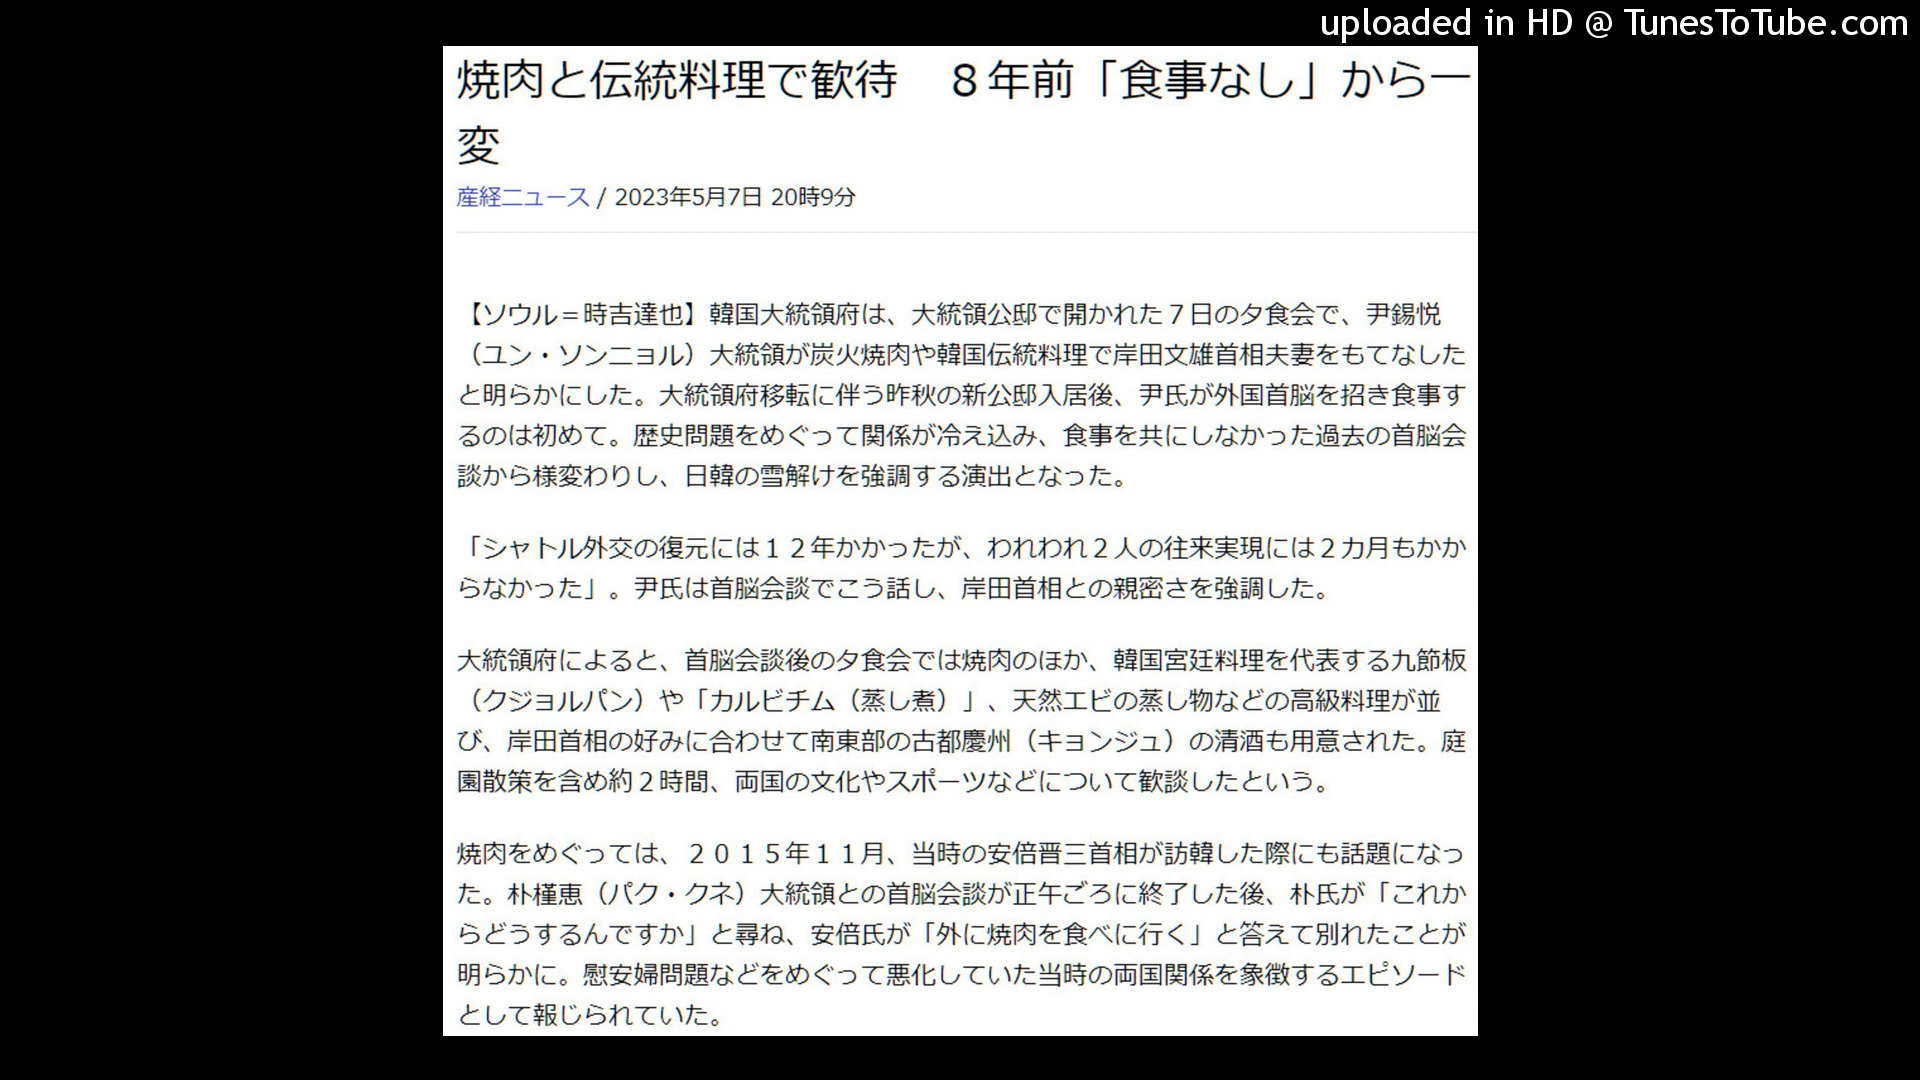 uploaded in HD @ TunesToTube.com
焼肉と伝統料理で歓待　８年前「食事なし」から一
変
産経ニュース / 2023年5月7日 20時9分
【ソウル＝時吉達也】韓国大統領府は、大統領公邸で開かれた７日の夕食会で、尹錫悦
（ユン・ソンニョル）大統領が炭火焼肉や韓国伝統料理で岸田文雄首相夫妻をもてなした
と明らかにした。大統領府移転に伴う昨秋の新公邸入居後、尹氏が外国首脳を招き食事す
るのは初めて。歴史問題をめぐって関係が冷え込み、食事を共にしなかった過去の首脳会
談から様変わりし、日韓の雪解けを強調する演出となった。
「シャトル外交の復元には１２年かかったが、われわれ２人の往来実現には２カ月もかか
らなかった」。尹氏は首脳会談でこう話し、岸田首相との親密さを強調した。
大統領府によると、首脳会談後の夕食会では焼肉のほか、韓国宮廷料理を代表する九節板
（クジョルパン）や「カルビチム（蒸し煮）」、天然エビの蒸し物などの高級料理が並
び、岸田首相の好みに合わせて南東部の古都慶州（キョンジュ）の清酒も用意された。庭
園散策を含め約２時間、両国の文化やスポーツなどについて歓談したという。
焼肉をめぐっては、２０１５年１１月、当時の安倍晋三首相が訪韓した際にも話題になっ
た。朴槿恵（パク・クネ）大統領との首脳会談が正午ごろに終了した後、朴氏が「これか
らどうするんですか」と尋ね、安倍氏が「外に焼肉を食べに行く」と答えて別れたことが
明らかに。慰安婦問題などをめぐって悪化していた当時の両国関係を象徴するエピソード
として報じられていた。